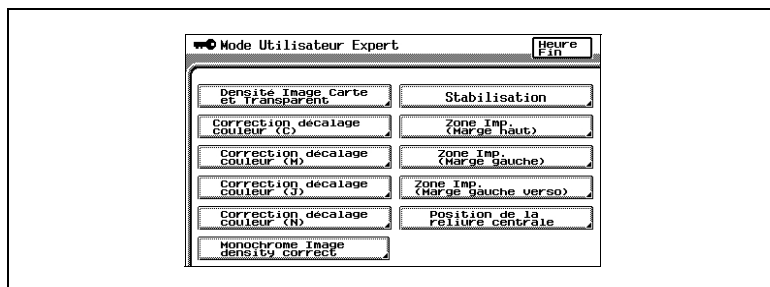 Mode Utilisateur Expert
Heure
Fin
Densité Image Carte
et Transparent
Correction décalage
couleur (C)
Correction décalage
couleur (M)
Correction décalage
couleur (J)
Correction décalage
couleur (N)
Monochrome Image
density correct
Stabilisation
Zone Imp.
(Marge haut)
Zone Imp.
(Marge gauche)
Zone Imp.
(Marge gauche verso)
Position de la
reliure centrale